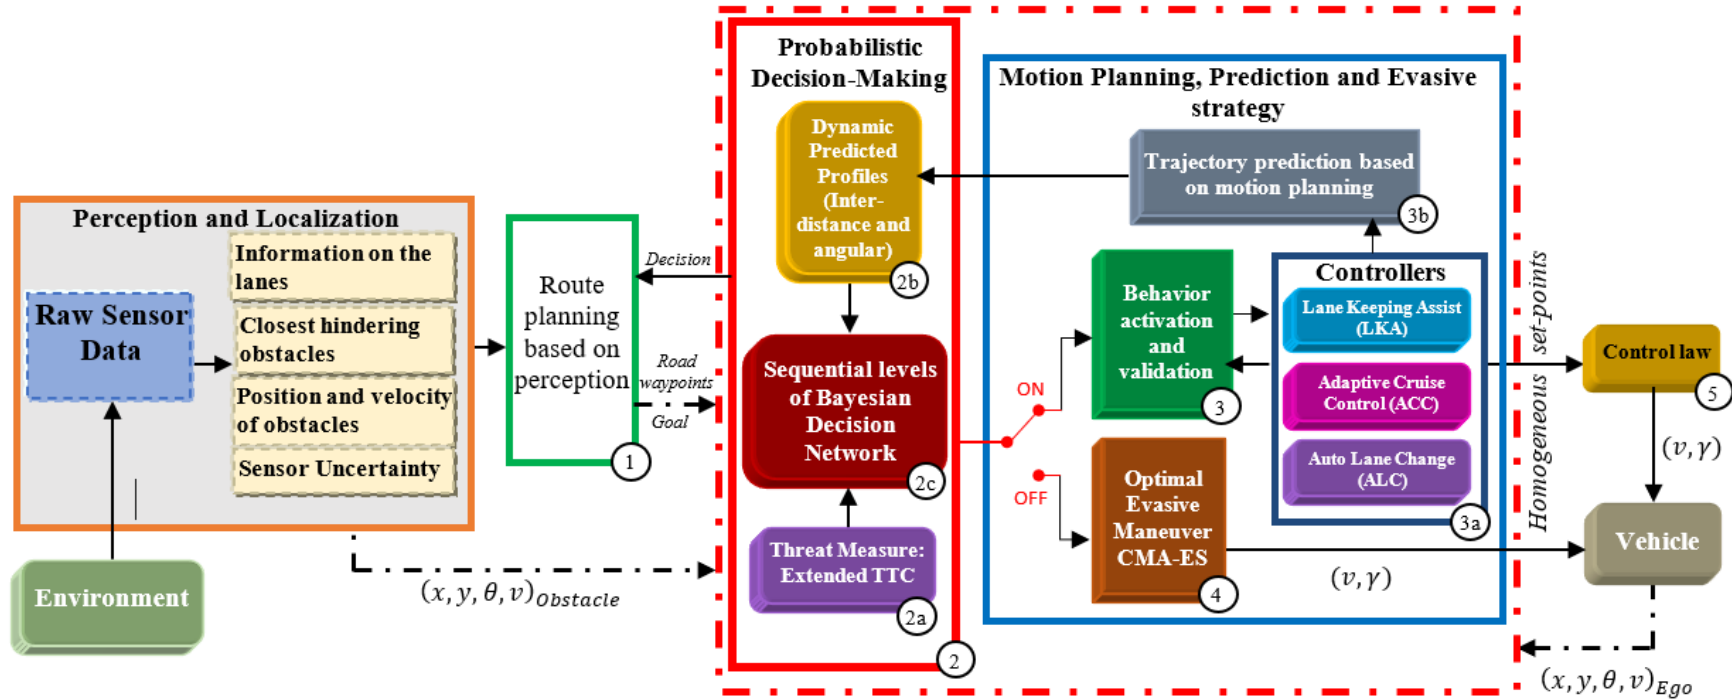 Perception and Localization
Raw Sensor
Data
Information on the
lanes
Closest hindering
obstacles
Position and velocity
of obstacles
Sensor Uncertainty
Environment
(x, y, θ, v)Obstacle
Route
planning
based on
perception
1
Decision
Road
waypoints
Goal
Probabilistic
Decision-Making
Dynamic
Predicted
Profiles
(Inter-
distance and
angular)
2b
Sequential levels
of Bayesian
Decision
Network
2c
Threat Measure:
Extended TTC
2a
2
ON
OFF
Motion Planning, Prediction and Evasive
strategy
Trajectory prediction based
on motion planning
3b
Behavior
activation
and
validation
3
Controllers
Lane Keeping Assist
(LKA)
Adaptive Cruise
Control (ACC)
Auto Lane Change
(ALC)
3a
Optimal
Evasive
Maneuver
CMA-ES
4
(v, γ)
Homogeneous set-points
Control law
5
(v, γ)
Vehicle
(x, y, θ, v)Ego